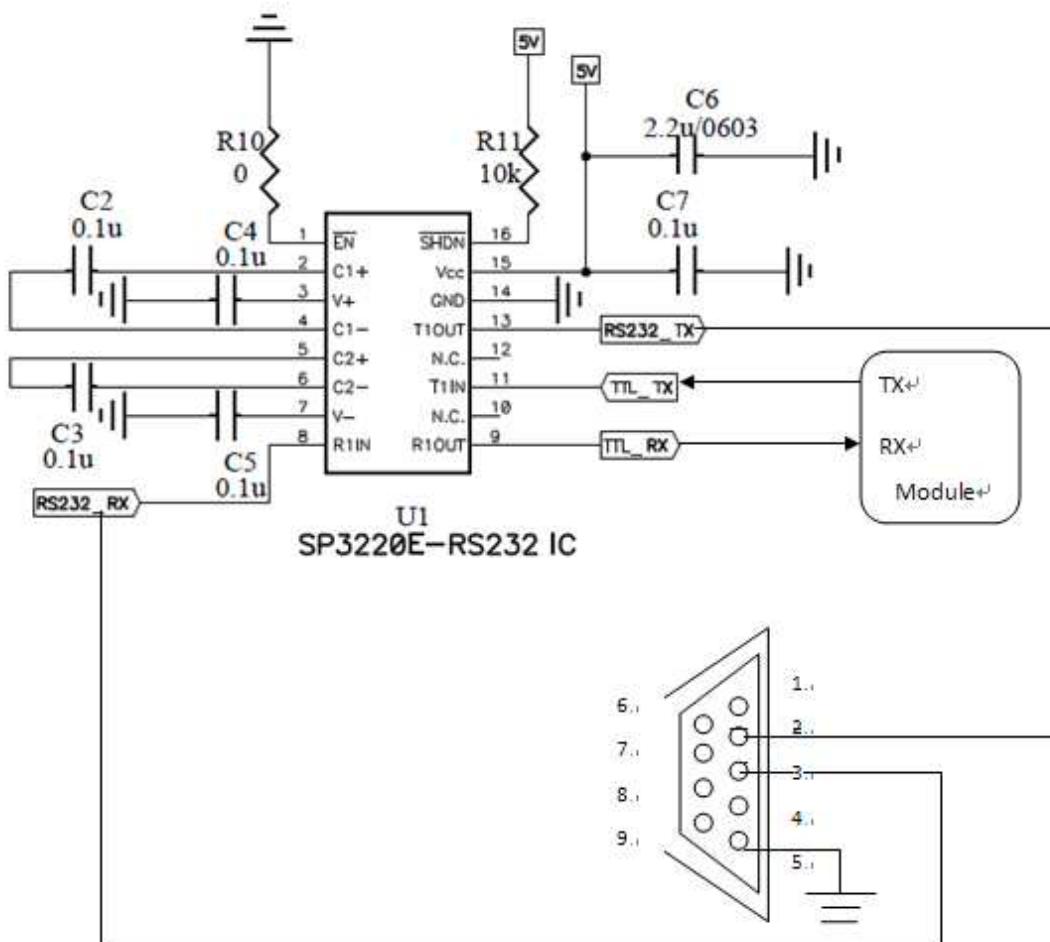 5V
5V
C6
2.2u/0603
R10
0
R11
10k
C2
0.1u
C4
0.1u
C7
0.1u
1 EN SHDN 16
2 C1+ Vcc 15
3 V+ GND 14
4 C1- T1OUT 13
5 C2+ N.C. 12
6 C2- T1IN 11
7 V- N.C. 10
8 R1IN R1OUT 9
RS232_TX
TTL_TX
TTL_RX
TX↵
RX↵
Module↵
C3
0.1u
C5
0.1u
RS232_RX
U1
SP3220E-RS232 IC
1.
6.
2.
7.
3.
8.
4.
9.
5.